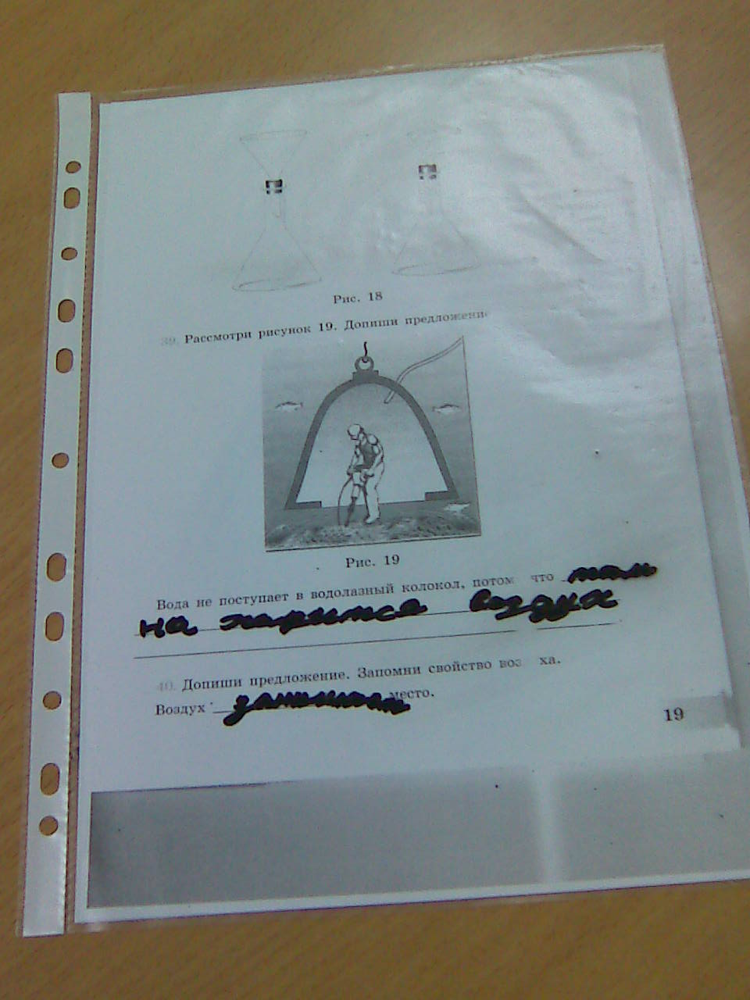 Рис. 18
39. Рассмотри рисунок 19. Допиши предложение
Рис. 19
Вода не поступает в водолазный колокол, потом что там
на ходится воздух
40. Допиши предложение. Запомни свойство воз ха.
Воздух занимает место.
19